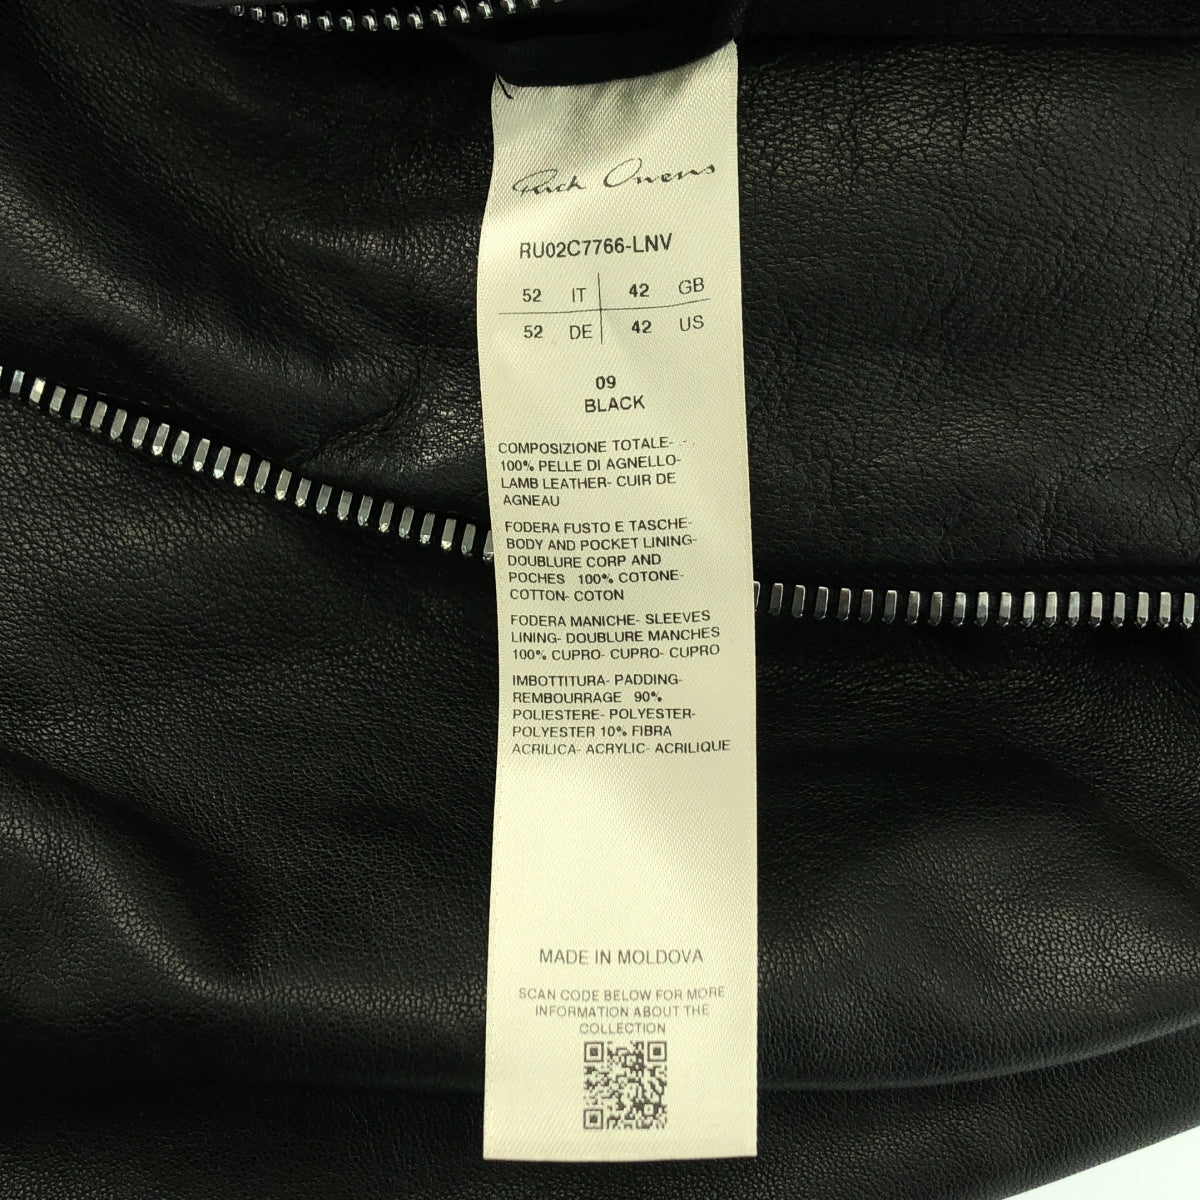 Rick Owens
RU02C7766-LNV
52 IT 42 GB
52 DE 42 US
09
BLACK
COMPOSIZIONE TOTALE- - -
100% PELLE DI AGNELLO-
LAMB LEATHER- CUIR DE
AGNEAU
FODERA FUSTO E TASCHE-
BODY AND POCKET LINING-
DOUBLURE CORP AND
POCHES 100% COTONE-
COTTON- COTON
FODERA MANICHE- SLEEVES
LINING- DOUBLURE MANCHES
100% CUPRO- CUPRO- CUPRO
IMBOTTITURA- PADDING-
REMBOURRAGE 90%
POLIESTERE- POLYESTER-
POLYESTER 10% FIBRA
ACRILICA- ACRYLIC- ACRILIQUE
MADE IN MOLDOVA
SCAN CODE BELOW FOR MORE
INFORMATION ABOUT THE
COLLECTION